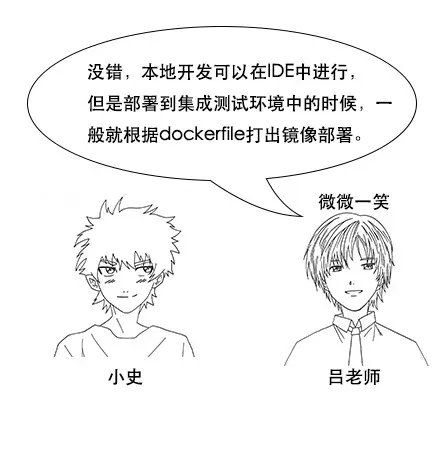 没错，本地开发可以在IDE中进行，
但是部署到集成测试环境中的时候，一
般就根据dockerfile打出镜像部署。
微微一笑
小史
吕老师